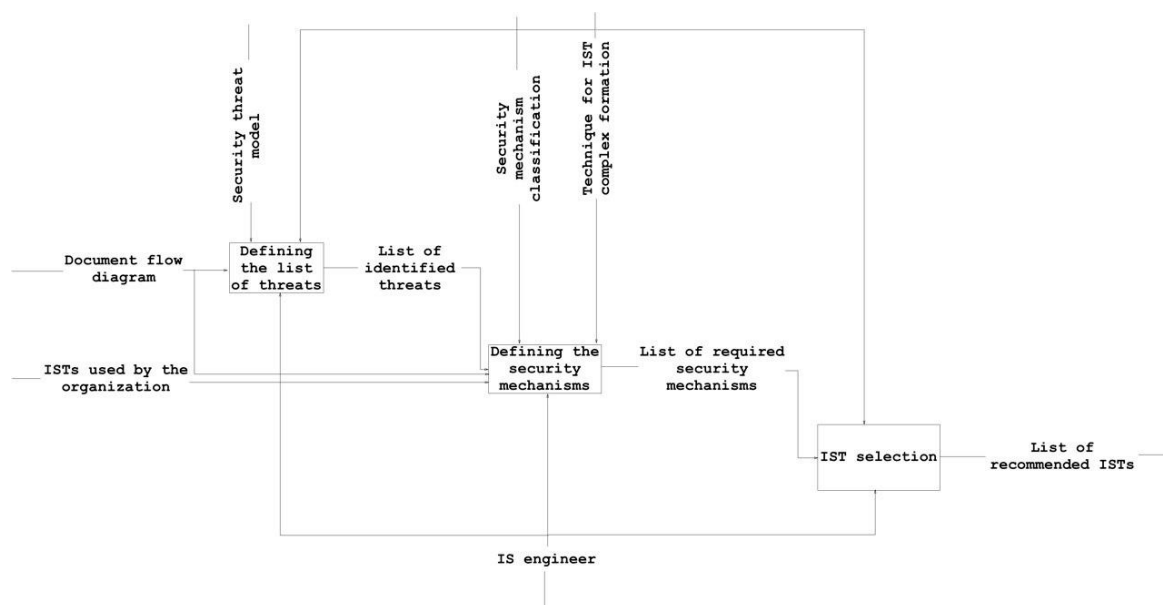 Security threat
model
Security
mechanism
classification
Technique for IST
complex formation
Document flow
diagram
Defining
the list
of threats
List of
identified
threats
ISTs used by the
organization
Defining the
security
mechanisms
List of required
security
mechanisms
IST selection
List of
recommended ISTs
IS engineer